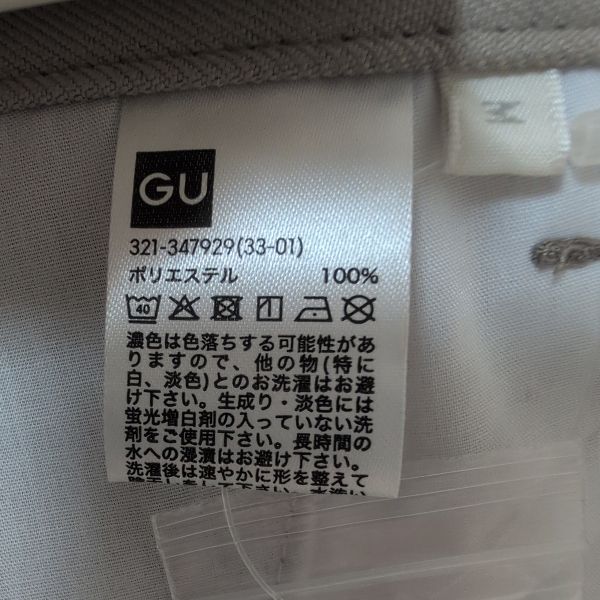 GU
M
321-347929(33-01)
ポリエステル 100%
40
濃色は色落ちする可能性があ
りますので、他の物(特に
白、淡色)とのお洗濯はお避
け下さい。生成り・淡色には
蛍光増白剤の入っていない洗
剤をご使用下さい。長時間の
水への浸漬はお避け下さい。
洗濯後は速やかに形を整えて